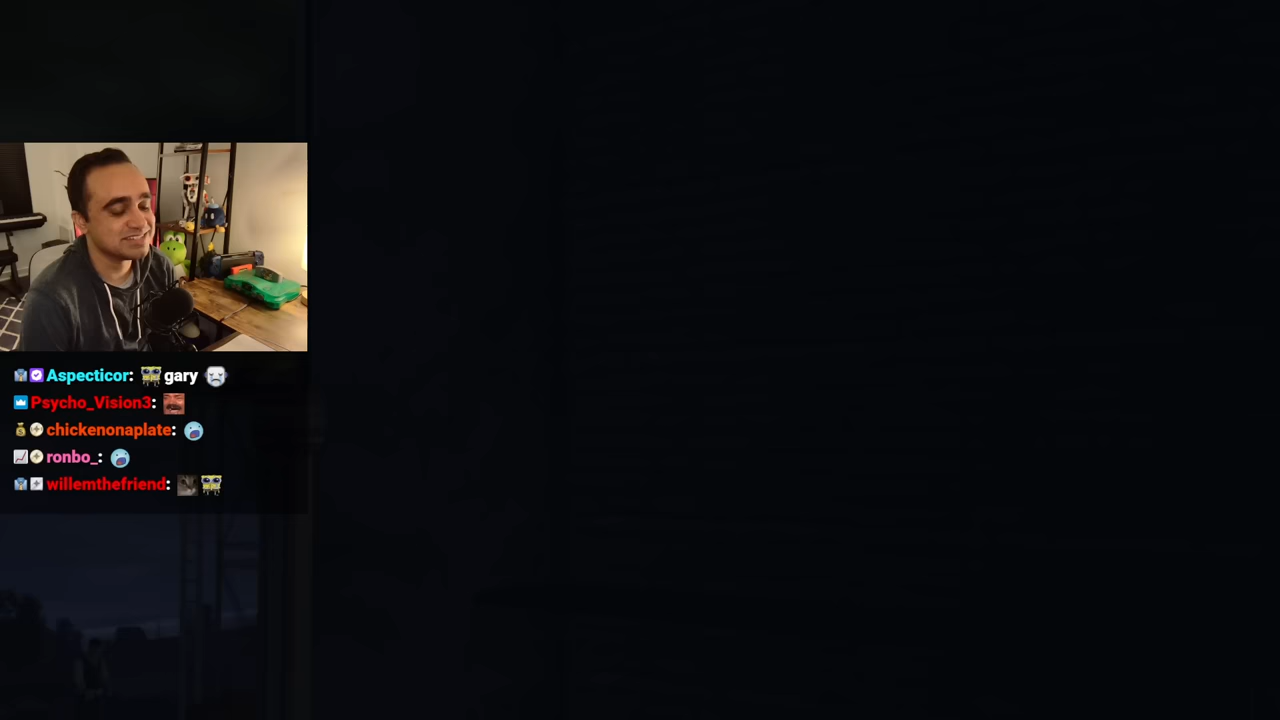 Aspecticor: gary
Psycho_Vision3:
chickenonaplate:
ronbo_:
willemthefriend: